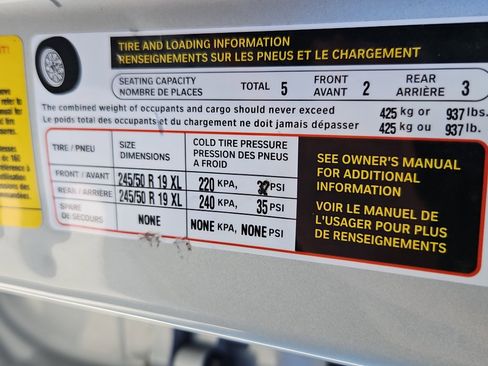 TIRE AND LOADING INFORMATION
RENSEIGNEMENTS SUR LES PNEUS ET LE CHARGEMENT
SEATING CAPACITY
NOMBRE DE PLACES
TOTAL 5
FRONT
AVANT 2
REAR
ARRIÈRE 3
The combined weight of occupants and cargo should never exceed 425 kg or 937 lbs.
Le poids total des occupants et du chargement ne doit jamais dépasser 425 kg ou 937 lb.
TIRE / PNEU
SIZE
DIMENSIONS
COLD TIRE PRESSURE
PRESSION DES PNEUS
A FROID
FRONT / AVANT 245/50 R 19 XL 220 KPA, 32 PSI
REAR / ARRIÈRE 245/50 R 19 XL 240 KPA, 35 PSI
SPARE
DE SECOURS NONE NONE KPA, NONE PSI
SEE OWNER'S MANUAL
FOR ADDITIONAL
INFORMATION
VOIR LE MANUEL DE
L'USAGER POUR PLUS
DE RENSEIGNEMENTS